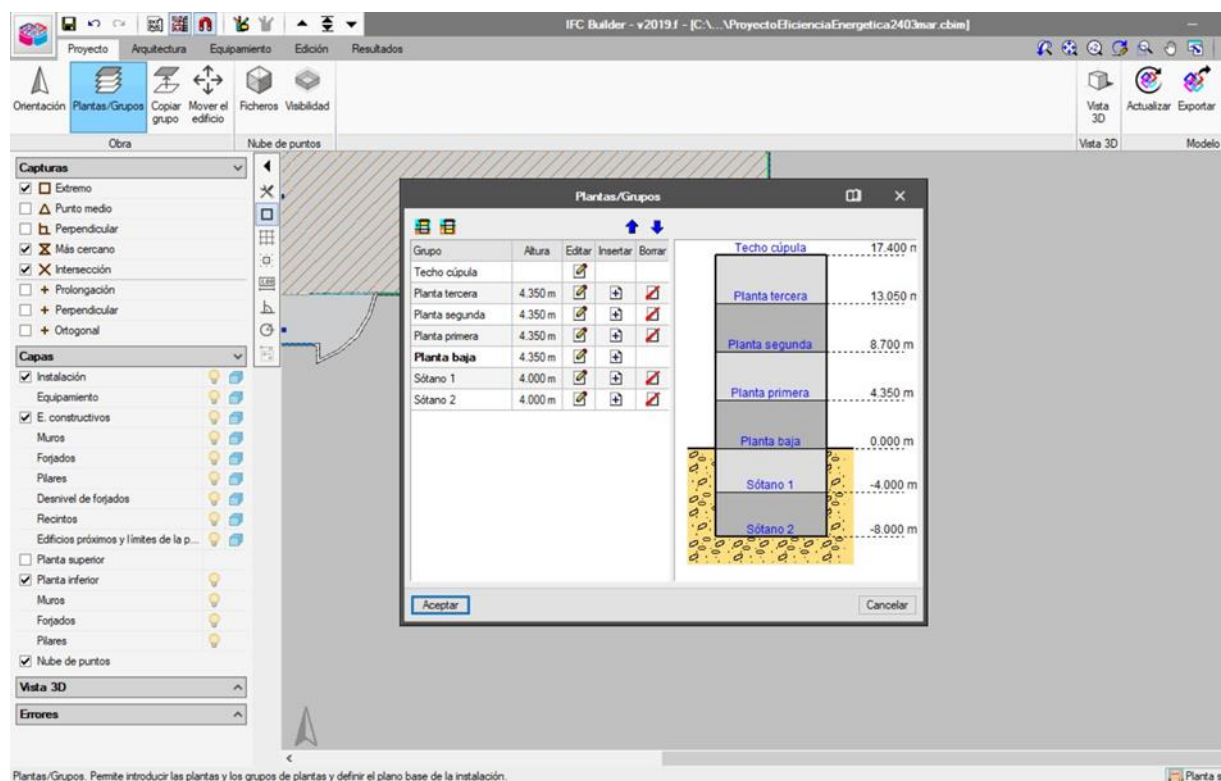 IFC Builder - v2019.f - [C:\...\ProyectoEficienciaEnergetica2403mar.cbim]
Proyecto Arquitectura Equipamiento Edición Resultados
Orientación Plantas/Grupos Copiar grupo Mover el edificio Ficheros Visibilidad Vista 3D Actualizar Exportar
Obra Nube de puntos Vista 3D Modelo
Capturas
Extremo
Punto medio
Perpendicular
Más cercano
Intersección
Prolongación
Perpendicular
Ortogonal
Capas
Instalación
Equipamiento
E. constructivos
Muros
Forjados
Pilares
Desnivel de forjados
Recintos
Edificios próximos y límites de la p...
Planta superior
Planta inferior
Muros
Forjados
Pilares
Nube de puntos
Vista 3D
Errores
Plantas/Grupos
Grupo Altura Editar Insertar Borrar
Techo cúpula
Planta tercera 4.350 m
Planta segunda 4.350 m
Planta primera 4.350 m
Planta baja 4.350 m
Sótano 1 4.000 m
Sótano 2 4.000 m
Techo cúpula 17.400 m
Planta tercera 13.050 m
Planta segunda 8.700 m
Planta primera 4.350 m
Planta baja 0.000 m
Sótano 1 -4.000 m
Sótano 2 -8.000 m
Aceptar Cancelar
Plantas/Grupos. Permite introducir las plantas y los grupos de plantas y definir el plano base de la instalación.
Planta s